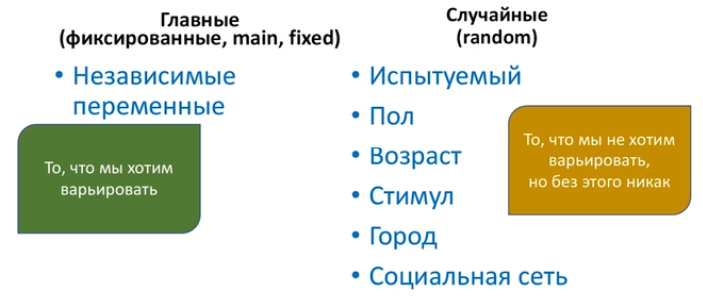 Главные
(фиксированные, main, fixed)
• Независимые
переменные
То, что мы хотим
варьировать
Случайные
(random)
• Испытуемый
• Пол
• Возраст
• Стимул
• Город
• Социальная сеть
То, что мы не хотим
варьировать,
но без этого никак